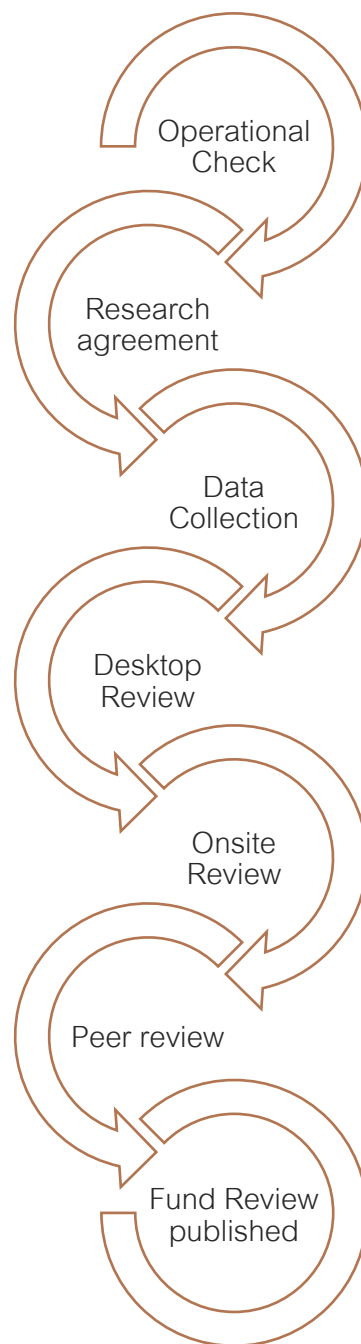 Operational
Check
Research
agreement
Data
Collection
Desktop
Review
Onsite
Review
Peer review
Fund Review
published